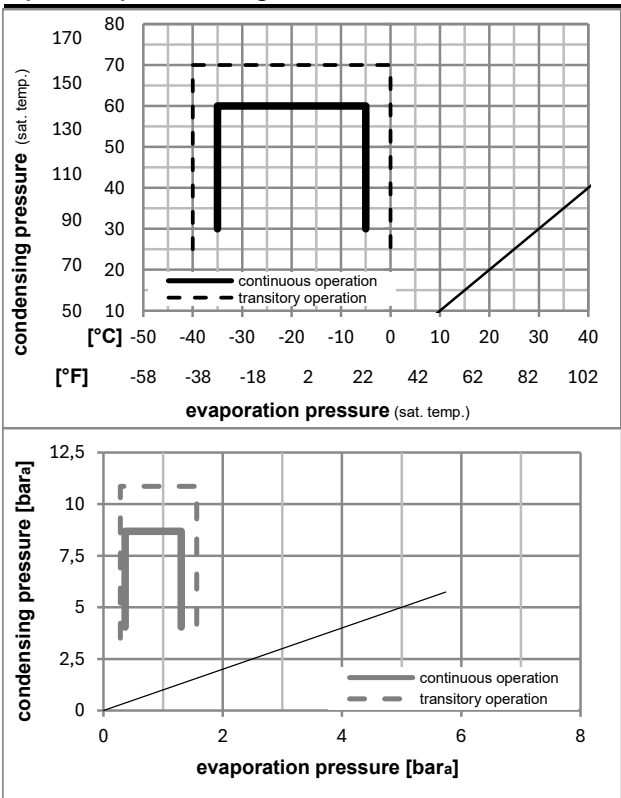 170 80
70
150
60
130
50
110
40
90
30
70
20
50
10
condensing pressure (sat. temp.)
continuous operation
transitory operation
[°C] -50 -40 -30 -20 -10 0 10 20 30 40
[°F] -58 -38 -18 2 22 42 62 82 102
evaporation pressure (sat. temp.)
12,5
10
7,5
5
2,5
0
condensing pressure [bara]
continuous operation
transitory operation
0 2 4 6 8
evaporation pressure [bara]